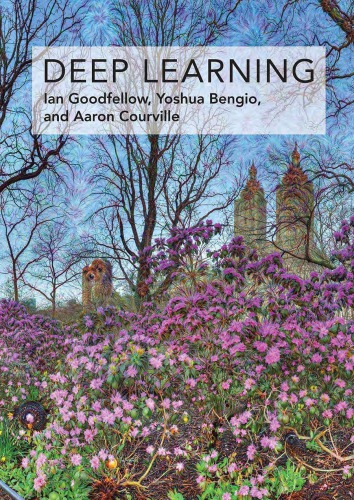 DEEP LEARNING
Ian Goodfellow, Yoshua Bengio,
and Aaron Courville